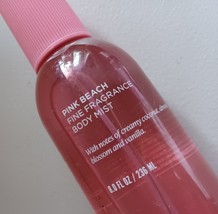 PINK BEACH
FINE FRAGRANCE
BODY MIST
With notes of creamy coconut,
blossom and vanilla.
8.0 FL OZ / 236 ML